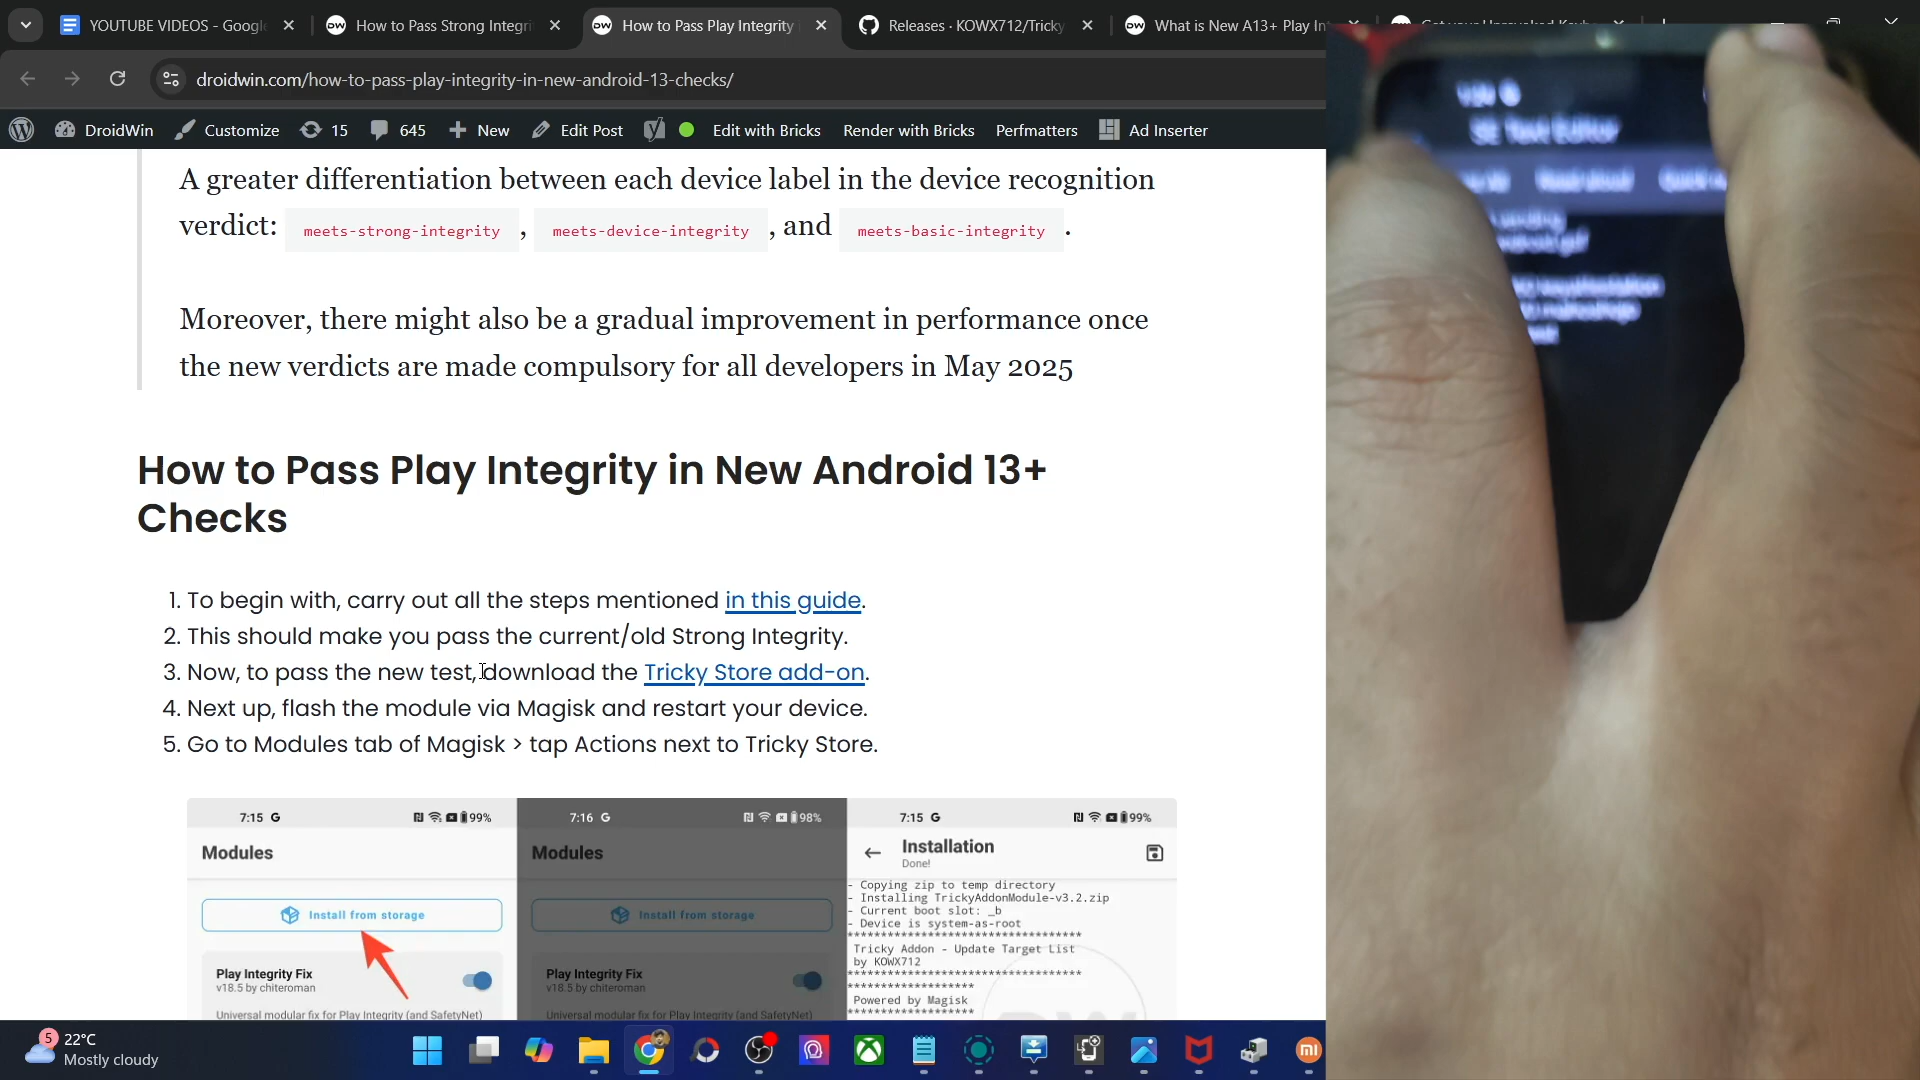 YOUTUBE VIDEOS - Google
How to Pass Strong Integri
How to Pass Play Integrity i
Releases · KOWX712/Tricky
What is New A13+ Play In
droidwin.com/how-to-pass-play-integrity-in-new-android-13-checks/
DroidWin
Customize
15
645
New
Edit Post
Edit with Bricks
Render with Bricks
Perfmatters
Ad Inserter
A greater differentiation between each device label in the device recognition
verdict: meets-strong-integrity , meets-device-integrity , and meets-basic-integrity .
Moreover, there might also be a gradual improvement in performance once
the new verdicts are made compulsory for all developers in May 2025
How to Pass Play Integrity in New Android 13+
Checks
1. To begin with, carry out all the steps mentioned in this guide.
2. This should make you pass the current/old Strong Integrity.
3. Now, to pass the new test, download the Tricky Store add-on.
4. Next up, flash the module via Magisk and restart your device.
5. Go to Modules tab of Magisk > tap Actions next to Tricky Store.
7:15 G
99%
Modules
Install from storage
Play Integrity Fix
v18.5 by chiteroman
Universal modular fix for Play Integrity (and SafetyNet)
7:16 G
98%
Modules
Install from storage
Play Integrity Fix
v18.5 by chiteroman
Universal modular fix for Play Integrity (and SafetyNet)
7:15 G
99%
Installation
Done!
- Copying zip to temp directory
- Installing TrickyAddonModule-v3.2.zip
- Current boot slot: _b
- Device is system-as-root
************************************
Tricky Addon - Update Target List
by KOWX712
************************************
*******************
Powered by Magisk
*******************
SE Text Editor
Read aloud
5
22°C
Mostly cloudy